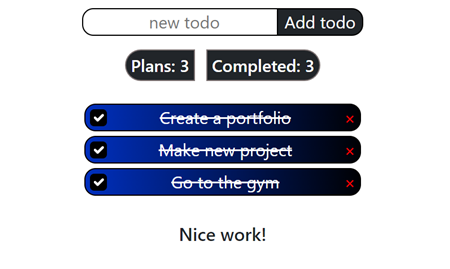 new todo Add todo
Plans: 3 Completed: 3
Create a portfolio ×
Make new project ×
Go to the gym ×
Nice work!